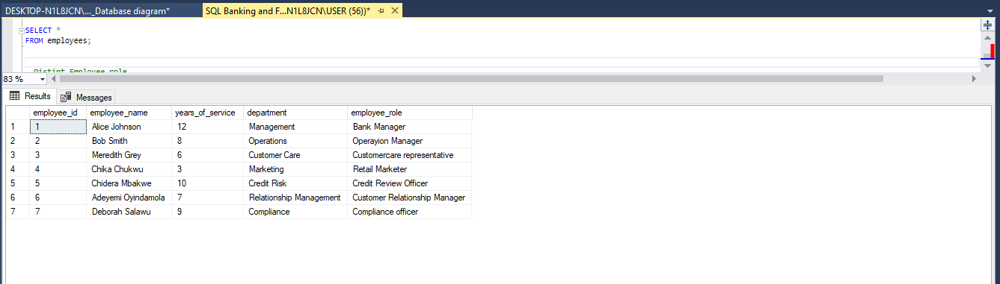 DESKTOP-N1L8JCN\..._Database diagram* SQL Banking and F...N1L8JCN\USER (56))*
SELECT *
FROM employees;
Distint Employee role
83 %
Results Messages
employee_id employee_name years_of_service department employee_role
1 1 Alice Johnson 12 Management Bank Manager
2 2 Bob Smith 8 Operations Operayion Manager
3 3 Meredith Grey 6 Customer Care Customercare representative
4 4 Chika Chukwu 3 Marketing Retail Marketer
5 5 Chidera Mbakwe 10 Credit Risk Credit Review Officer
6 6 Adeyemi Oyindamola 7 Relationship Management Customer Relationship Manager
7 7 Deborah Salawu 9 Compliance Compliance officer